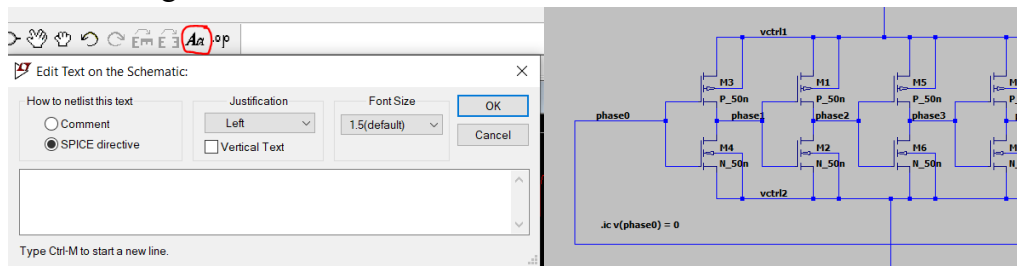 Aa .op
Edit Text on the Schematic:
How to netlist this text
Comment
SPICE directive
Justification
Left
Vertical Text
Font Size
1.5(default)
OK
Cancel
Type Ctrl-M to start a new line.
vctrl1
M3
P_50n
M1
P_50n
M5
P_50n
M
P
phase0
phase1
phase2
phase3
M4
N_50n
M2
N_50n
M6
N_50n
M
N
vctrl2
.ic v(phase0) = 0